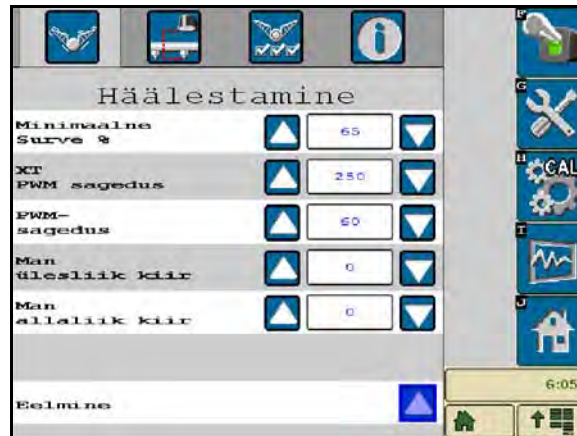 Häälestamine
Minimaalne
Surve %
65
XT
PWM sagedus
250
PWM-
sagedus
60
Man
ülesliik kiir
0
Man
allaliik kiir
0
Eelmine
F
G
H
CAL
I
J
6:05